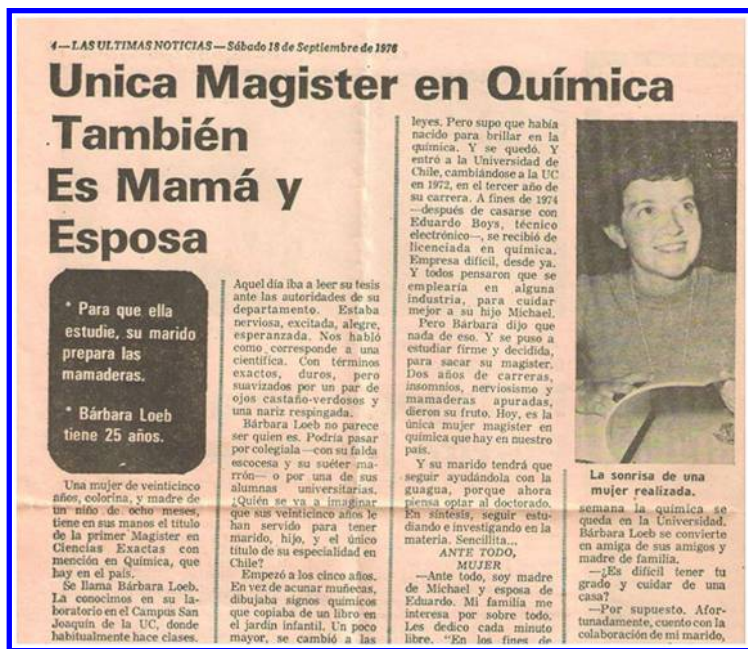 4—LAS ULTIMAS NOTICIAS—Sábado 18 de Septiembre de 1976
Unica Magister en Química
También
Es Mamá y
Esposa
* Para que ella
estudie, su marido
prepara las
mamaderas.
* Bárbara Loeb
tiene 25 años.
Una mujer de veinticinco
años, colorina, y madre de
un niño de ocho meses,
tiene en sus manos el título
de la primer Magister en
Ciencias Exactas con
mención en Química, que
hay en el país.
Se llama Bárbara Loeb.
La conocimos en su la-
boratorio en el Campus San
Joaquín de la UC, donde
habitualmente hace clases.
Aquel día iba a leer su tesis
ante las autoridades de su
departamento. Estaba
nerviosa, excitada, alegre,
esperanzada. Nos habló
como corresponde a una
científica. Con términos
exactos, duros, pero
suavizados por un par de
ojos castaño-verdosos y
una nariz respingada.
Bárbara Loeb no parece
ser quien es. Podría pasar
por colegiala —con su falda
escocesa y su suéter ma-
rrón— o por una de sus
alumnas universitarias.
¿Quién se va a imaginar
que sus veinticinco años le
han servido para tener
marido, hijo, y el único
título de su especialidad en
Chile?
Empezó a los cinco años.
En vez de acunar muñecas,
dibujaba signos químicos
que copiaba de un libro en
el jardín infantil. Un poco
mayor, se cambió a las
leyes. Pero supo que había
nacido para brillar en la
química. Y se quedó. Y
entró a la Universidad de
Chile, cambiándose a la UC
en 1972, en el tercer año de
su carrera. A fines de 1974
—después de casarse con
Eduardo Boys, técnico
electrónico—, se recibió de
licenciada en química.
Empresa difícil, desde ya.
Y todos pensaron que se
emplearía en alguna
industria, para cuidar
mejor a su hijo Michael.
Pero Bárbara dijo que
nada de eso. Y se puso a
estudiar firme y decidida,
para sacar su magister.
Dos años de carreras,
insomnios, nerviosismo y
mamaderas apuradas,
dieron su fruto. Hoy, es la
única mujer magister en
química que hay en nuestro
país.
Y su marido tendrá que
seguir ayudándola con la
guagua, porque ahora
piensa optar al doctorado.
En síntesis, seguir estu-
diando e investigando en la
materia. Sencillita...
ANTE TODO,
MUJER
—Ante todo, soy madre
de Michael y esposa de
Eduardo. Mi familia me
interesa por sobre todo.
Les dedico cada minuto
libre. "En los fines de
La sonrisa de una
mujer realizada.
semana la química se
queda en la Universidad.
Bárbara Loeb se convierte
en amiga de sus amigos y
madre de familia.
—¿Es difícil tener tu
grado y cuidar de una
casa?
—Por supuesto. Afor-
tunadamente, cuento con la
colaboración de mi marido,